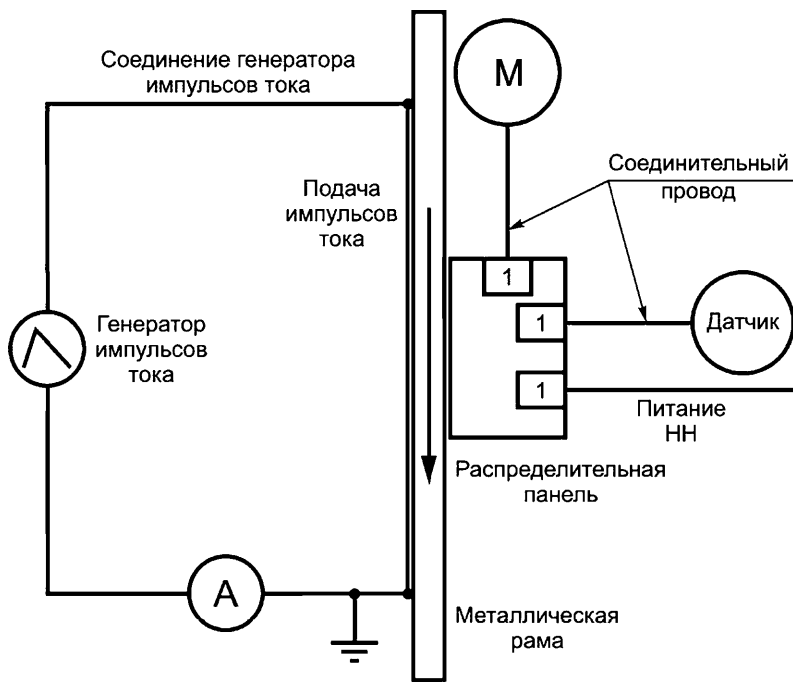 Соединение генератора
импульсов тока
М
Подача
импульсов
тока
Соединительный
провод
1
1
Датчик
Генератор
импульсов
тока
1
Питание
НН
Распределительная
панель
А
Металлическая
рама